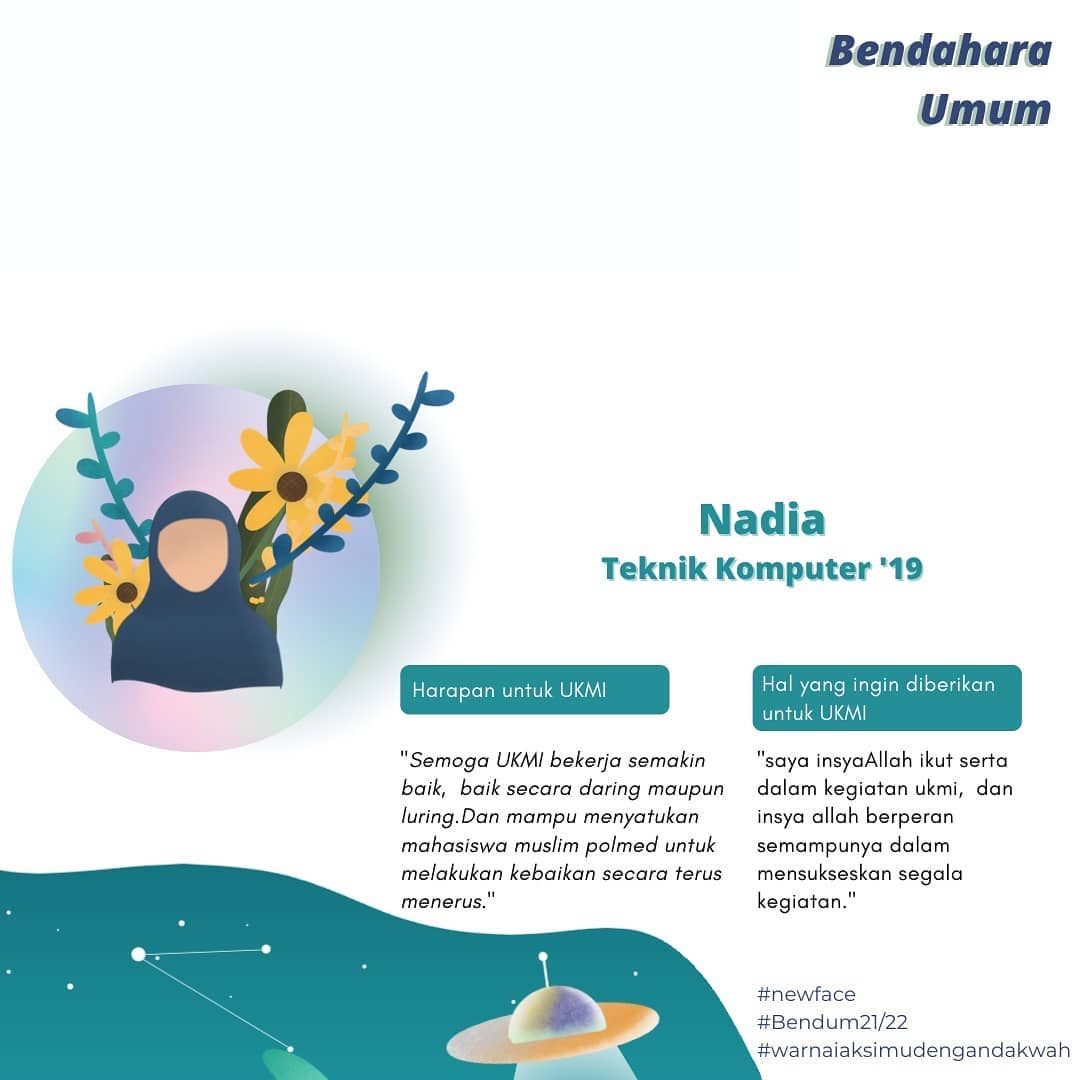 Bendahara
Umum
Nadia
Teknik Komputer '19
Harapan untuk UKMI
"Semoga UKMI bekerja semakin
baik,  baik secara daring maupun
luring.Dan mampu menyatukan
mahasiswa muslim polmed untuk
melakukan kebaikan secara terus
menerus."
Hal yang ingin diberikan
untuk UKMI
"saya insyaAllah ikut serta
dalam kegiatan ukmi,  dan
insya allah berperan
semampunya dalam
mensukseskan segala
kegiatan."
#newface
#Bendum21/22
#warnaiaksimudengandakwah